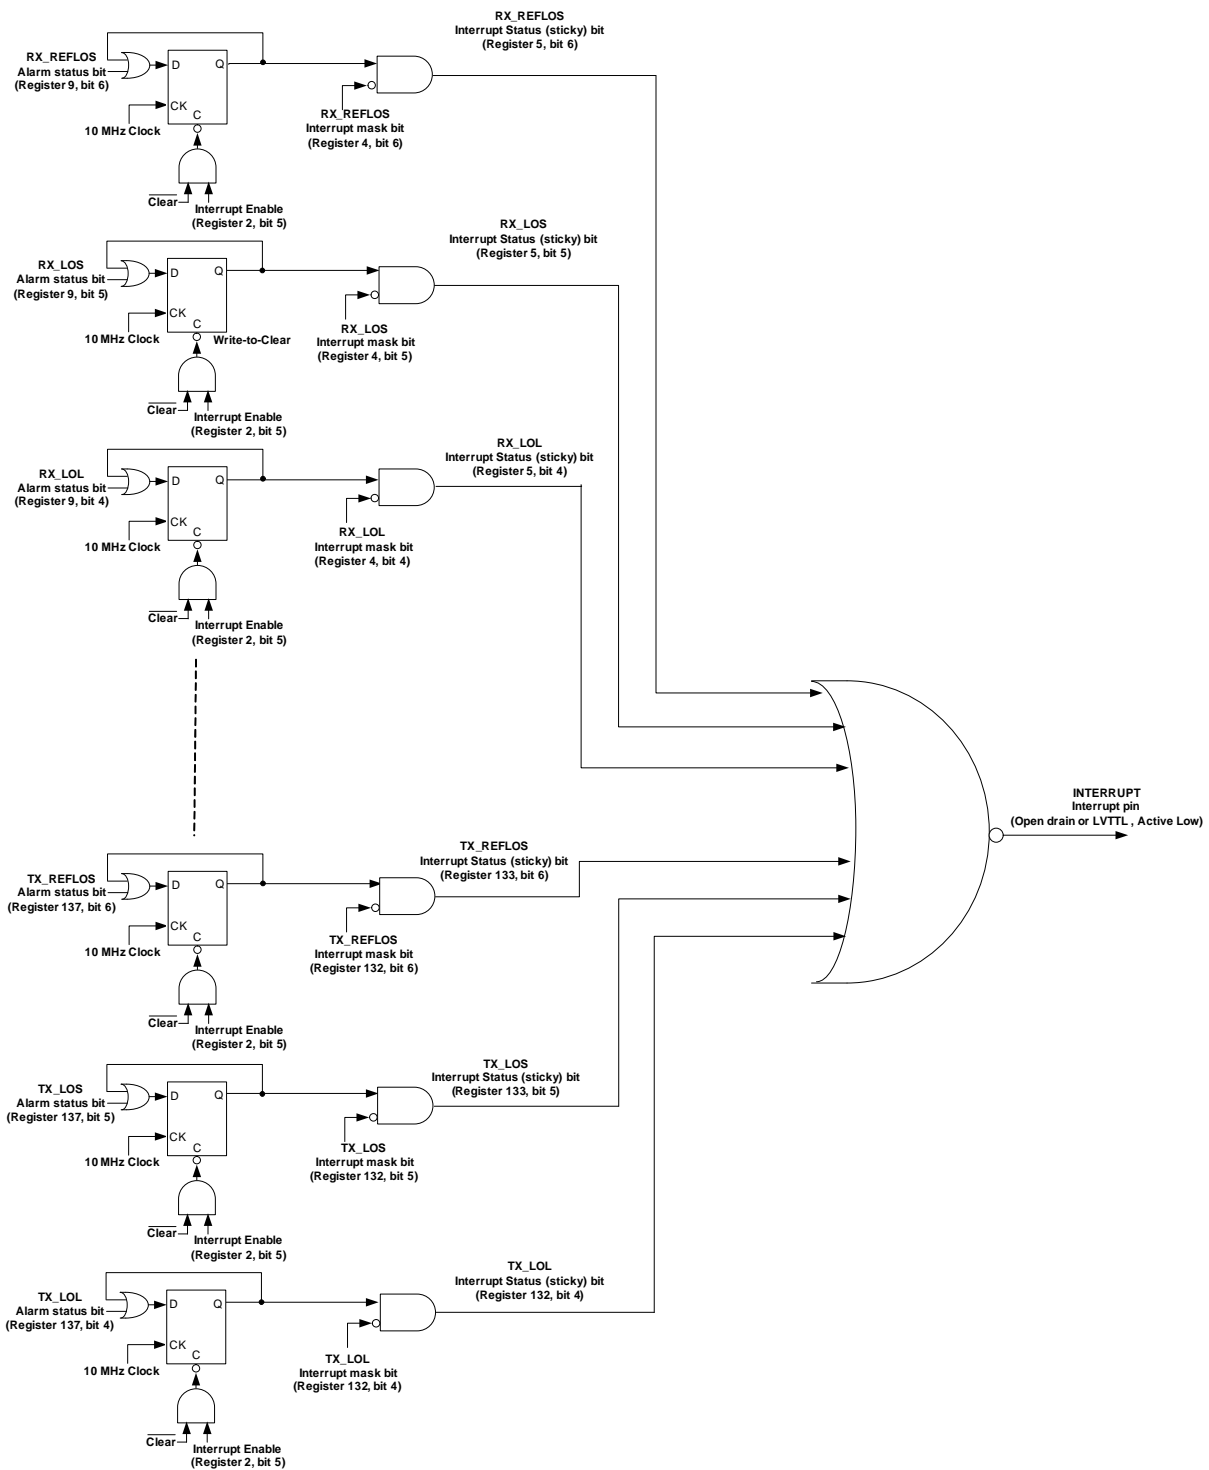 RX_REFLOS
Interrupt Status (sticky) bit
(Register 5, bit 6)
RX_REFLOS
Alarm status bit
(Register 9, bit 6)
D
Q
CK
C
10 MHz Clock
RX_REFLOS
Interrupt mask bit
(Register 4, bit 6)
Clear
Interrupt Enable
(Register 2, bit 5)
RX_LOS
Interrupt Status (sticky) bit
(Register 5, bit 5)
RX_LOS
Alarm status bit
(Register 9, bit 5)
D
Q
CK
C
10 MHz Clock
Write-to-Clear
RX_LOS
Interrupt mask bit
(Register 4, bit 5)
Clear
Interrupt Enable
(Register 2, bit 5)
RX_LOL
Interrupt Status (sticky) bit
(Register 5, bit 4)
RX_LOL
Alarm status bit
(Register 9, bit 4)
D
Q
CK
C
10 MHz Clock
RX_LOL
Interrupt mask bit
(Register 4, bit 4)
Clear
Interrupt Enable
(Register 2, bit 5)
INTERRUPT
Interrupt pin
(Open drain or LVTTL , Active Low)
TX_REFLOS
Interrupt Status (sticky) bit
(Register 133, bit 6)
TX_REFLOS
Alarm status bit
(Register 137, bit 6)
D
Q
CK
C
10 MHz Clock
TX_REFLOS
Interrupt mask bit
(Register 132, bit 6)
Clear
Interrupt Enable
(Register 2, bit 5)
TX_LOS
Interrupt Status (sticky) bit
(Register 133, bit 5)
TX_LOS
Alarm status bit
(Register 137, bit 5)
D
Q
CK
C
10 MHz Clock
TX_LOS
Interrupt mask bit
(Register 132, bit 5)
Clear
Interrupt Enable
(Register 2, bit 5)
TX_LOL
Interrupt Status (sticky) bit
(Register 132, bit 4)
TX_LOL
Alarm status bit
(Register 137, bit 4)
D
Q
CK
C
10 MHz Clock
TX_LOL
Interrupt mask bit
(Register 132, bit 4)
Clear
Interrupt Enable
(Register 2, bit 5)